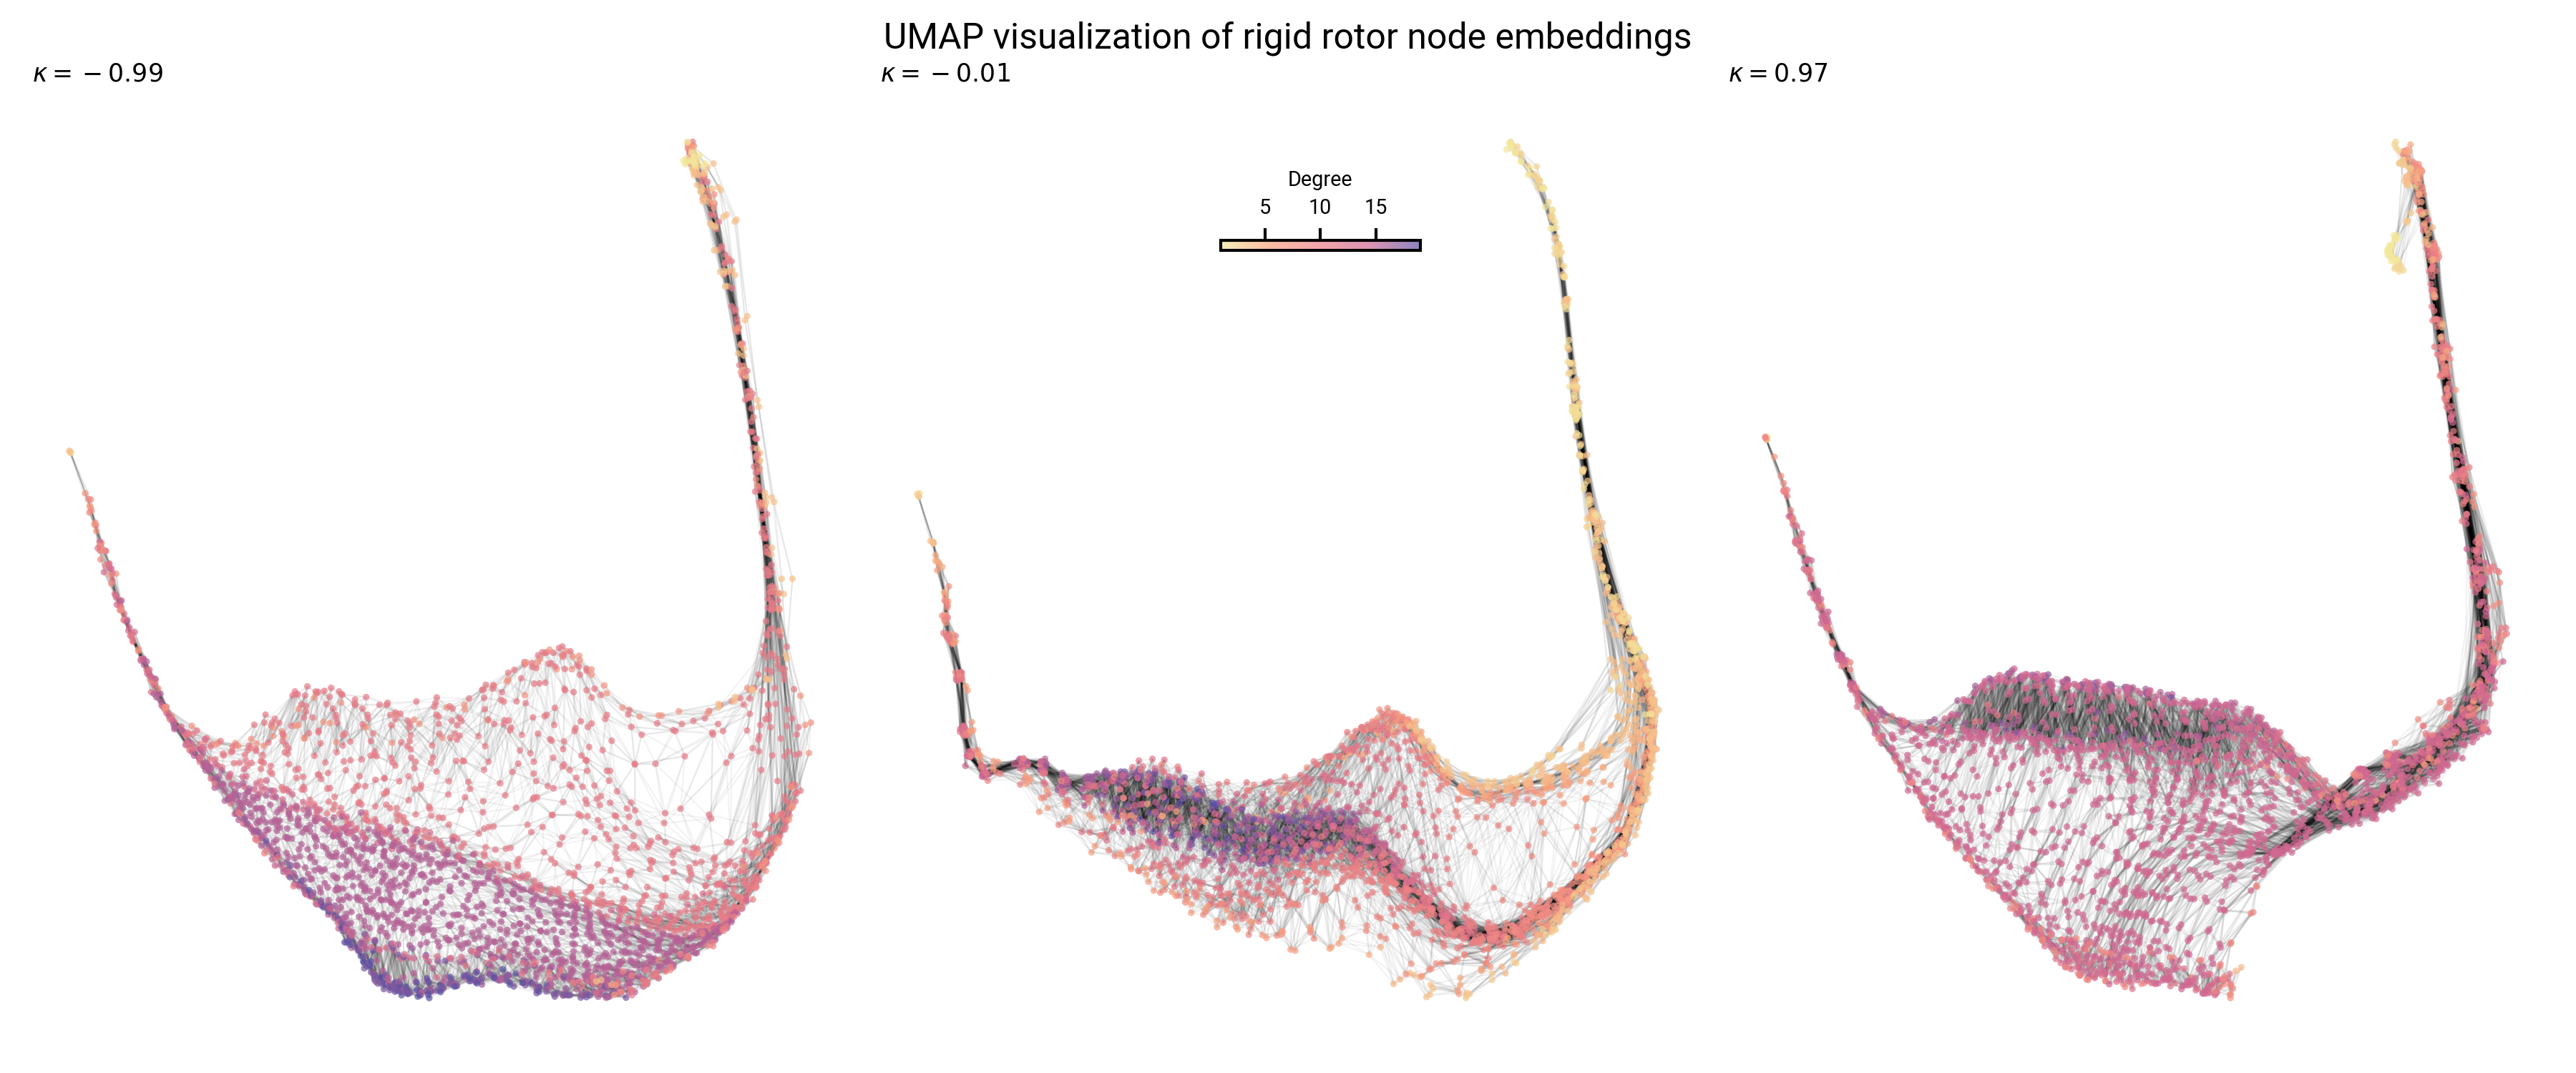 UMAP visualization of rigid rotor node embeddings
κ = − 0.99
κ = − 0.01
κ = 0.97
Degree
5 10 15